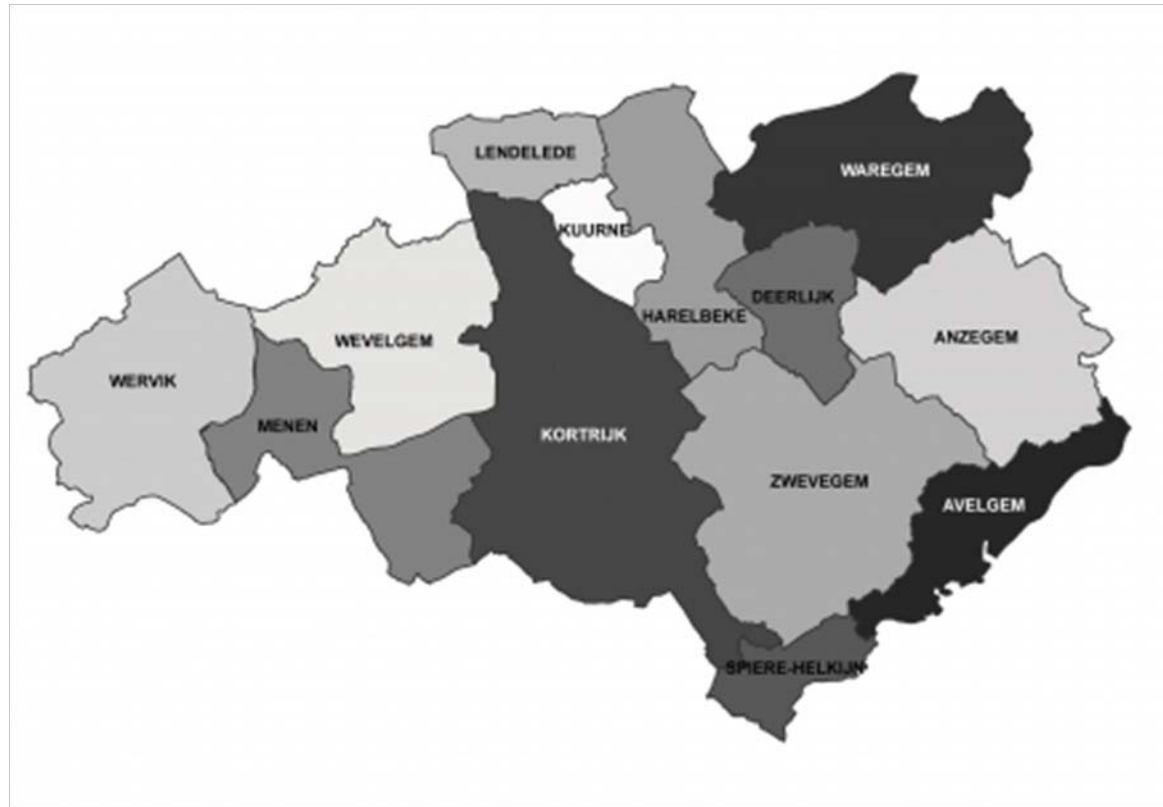 LENDELEDE
WAREGEM
KUURNE
DEERLIJK
HARELBEKE
WEVELGEM
ANZEGEM
WERVIK
MENEN
KORTRIJK
ZWEVEGEM
AVELGEM
SPIERE-HELKIJN